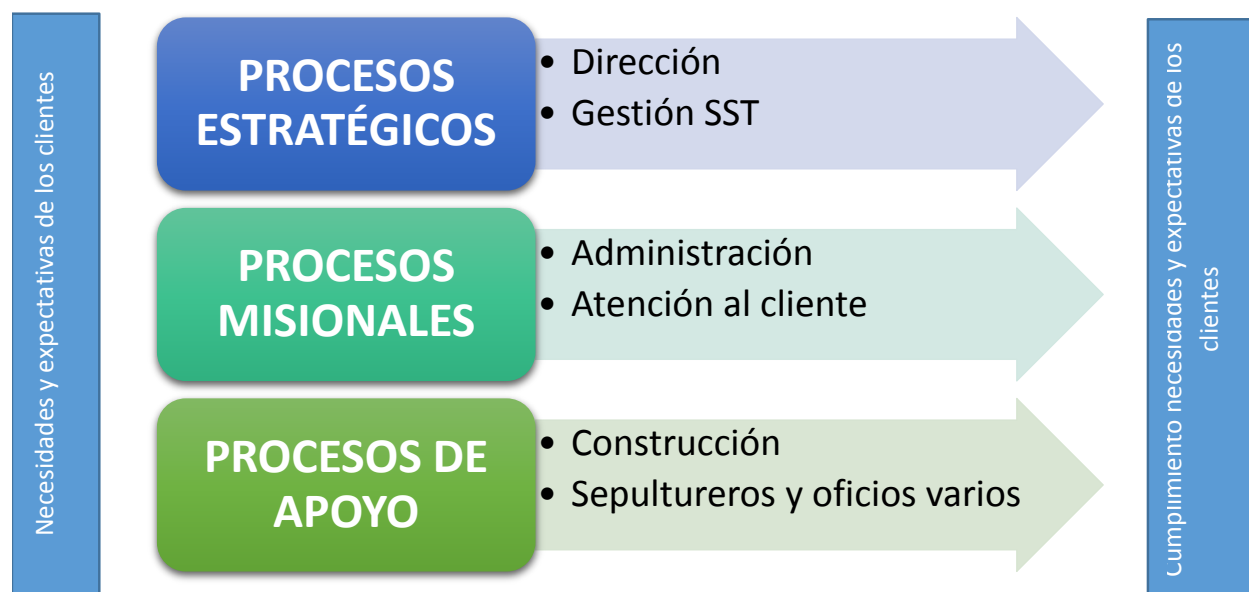 Necesidades y expectativas de los clientes
PROCESOS
ESTRATÉGICOS
• Dirección
• Gestión SST
PROCESOS
MISIONALES
• Administración
• Atención al cliente
PROCESOS DE
APOYO
• Construcción
• Sepultureros y oficios varios
Cumplimiento necesidades y expectativas de los
clientes